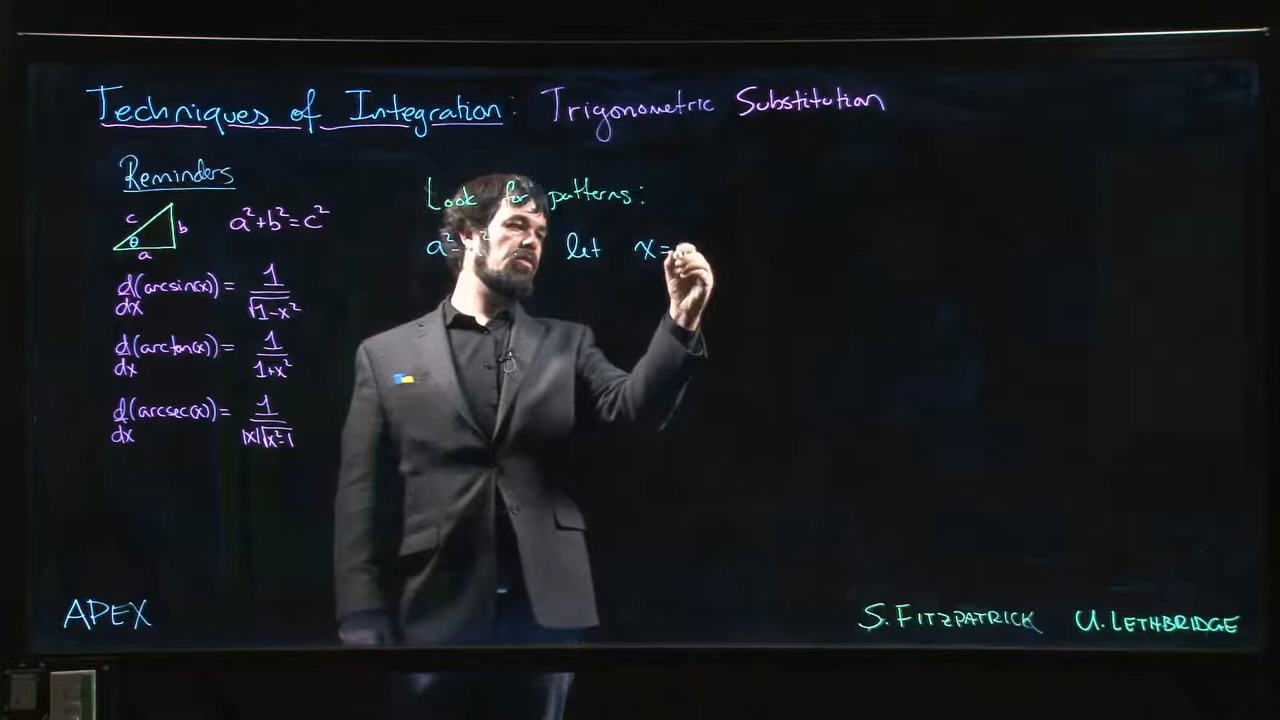 Techniques of Integration: Trigonometric Substitution
Reminders
c b θ a
a²+b²=c²
d/dx (arcsin(x)) = 1/√(1-x²)
d/dx (arctan(x)) = 1/(1+x²)
d/dx (arcsec(x)) = 1/(|x|√(x²-1))
Look for patterns:
a²- let x=
APEX
S. FITZPATRICK U. LETHBRIDGE